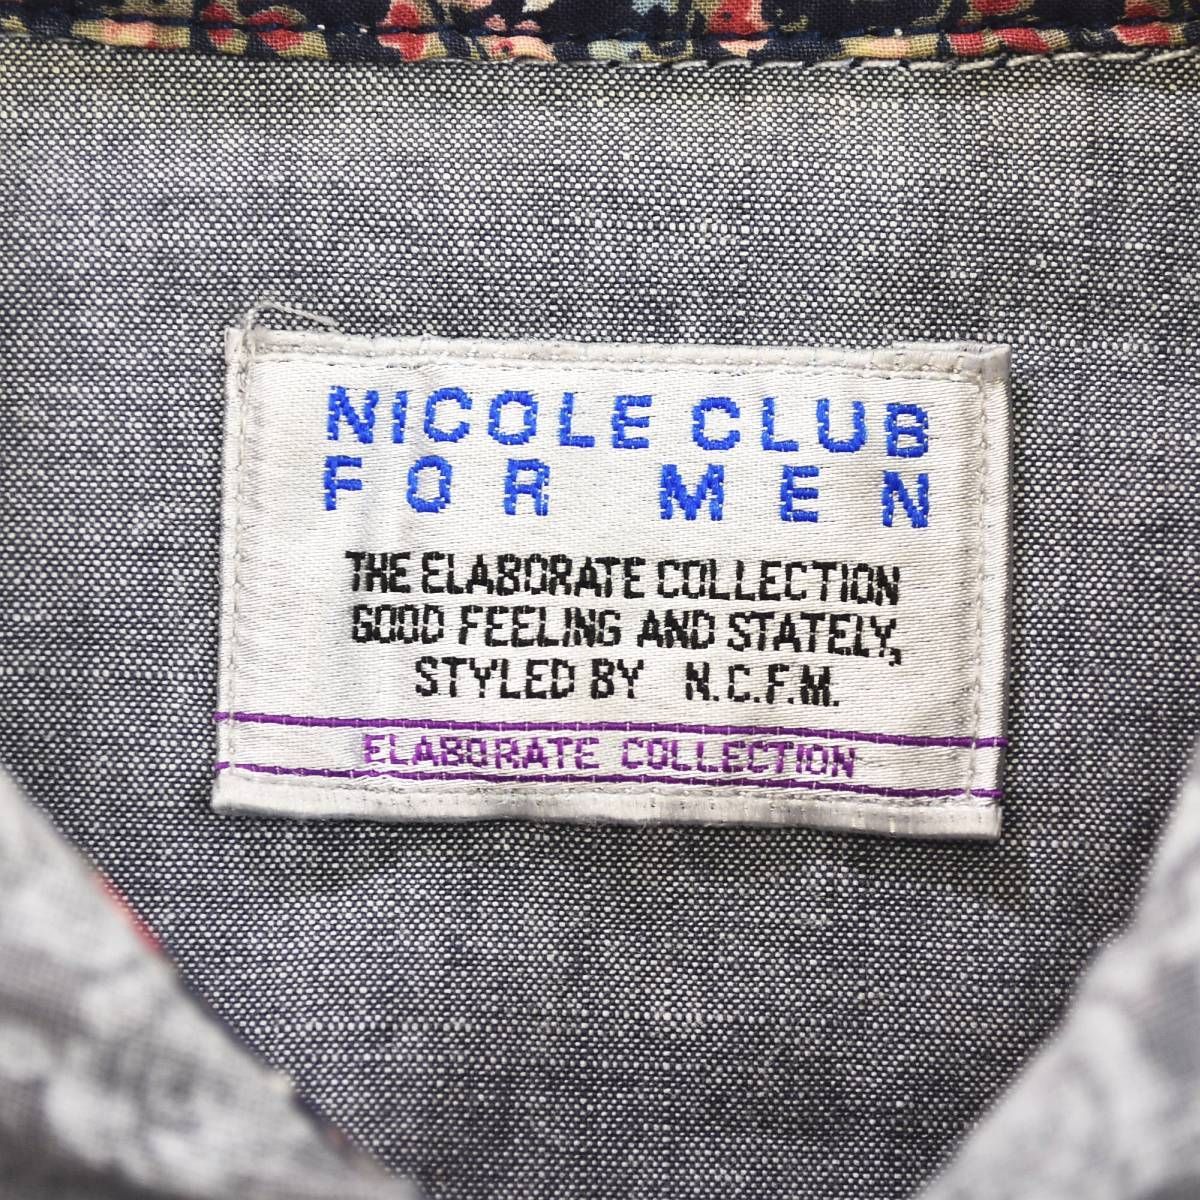 NICOLE CLUB
FOR MEN
THE ELABORATE COLLECTION
GOOD FEELING AND STATELY,
STYLED BY N.C.F.M.
ELABORATE COLLECTION